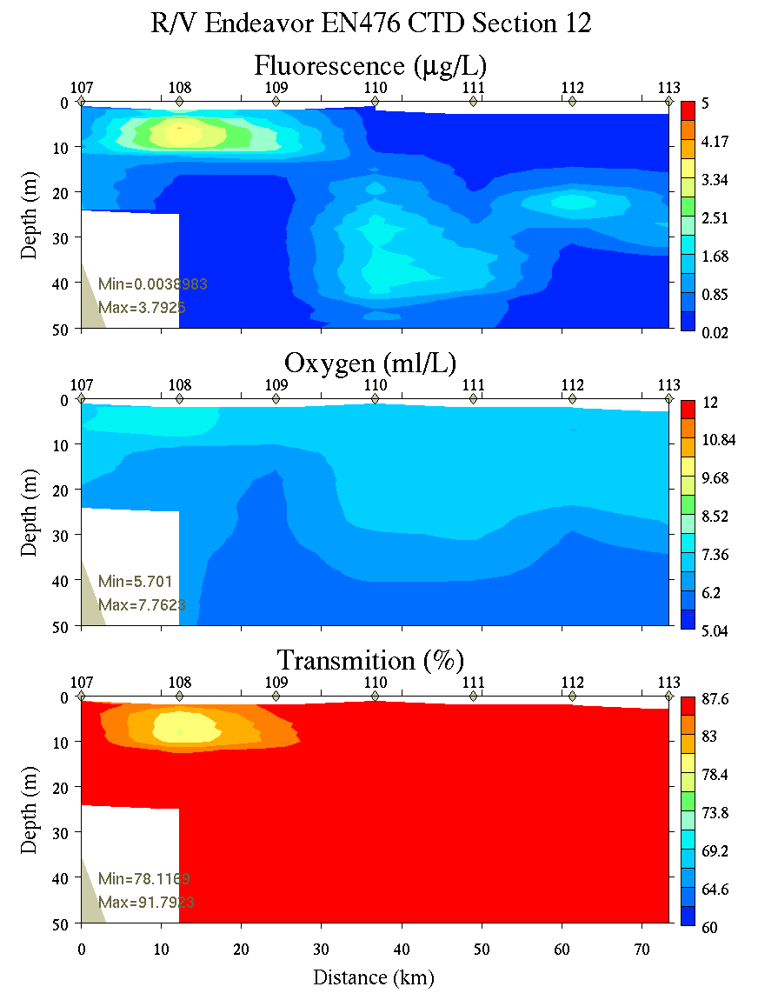 R/V Endeavor EN476 CTD Section 12
Fluorescence (µg/L)
107 108 109 110 111 112 113
0
10
20
30
40
50
Depth (m)
Min=0.0038983
Max=3.7925
5
4.17
3.34
2.51
1.68
0.85
0.02
Oxygen (ml/L)
107 108 109 110 111 112 113
0
10
20
30
40
50
Depth (m)
Min=5.701
Max=7.7623
12
10.84
9.68
8.52
7.36
6.2
5.04
Transmition (%)
107 108 109 110 111 112 113
0
10
20
30
40
50
Depth (m)
Min=78.1169
Max=91.7923
87.6
83
78.4
73.8
69.2
64.6
60
0 10 20 30 40 50 60 70
Distance (km)